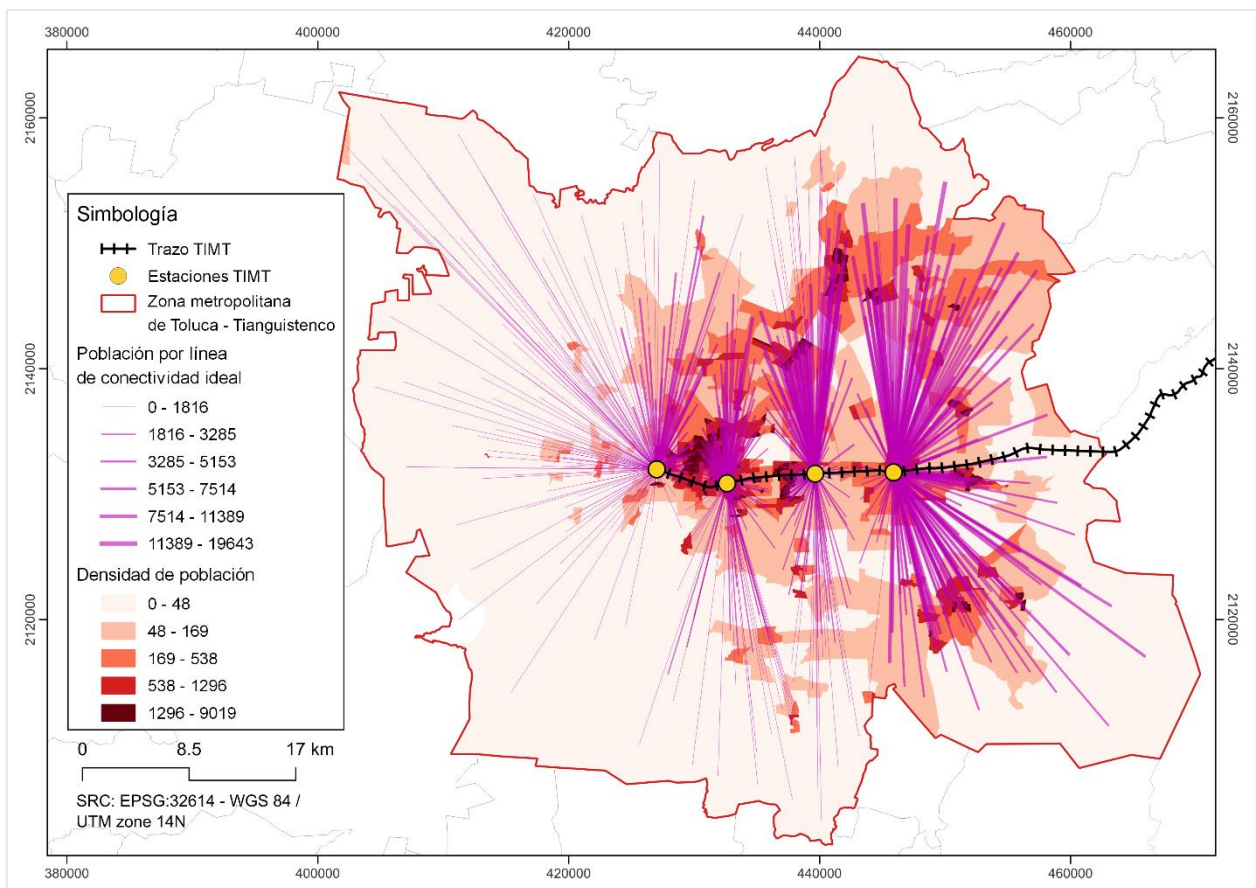 380000 400000 420000 440000 460000
2160000 2160000
2140000 2140000
2120000 2120000
Simbología
Trazo TIMT
Estaciones TIMT
Zona metropolitana
de Toluca - Tianguistenco
Población por línea
de conectividad ideal
0 - 1816
1816 - 3285
3285 - 5153
5153 - 7514
7514 - 11389
11389 - 19643
Densidad de población
0 - 48
48 - 169
169 - 538
538 - 1296
1296 - 9019
0 8.5 17 km
SRC: EPSG:32614 - WGS 84 /
UTM zone 14N
380000 400000 420000 440000 460000